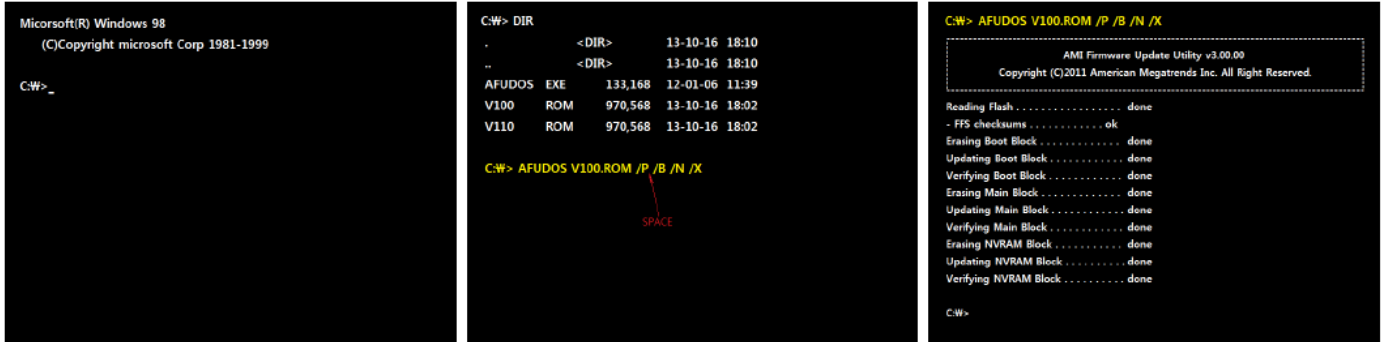 Micorsoft(R) Windows 98
(C)Copyright microsoft Corp 1981-1999
C:₩>_
C:₩> DIR
. <DIR> 13-10-16 18:10
.. <DIR> 13-10-16 18:10
AFUDOS EXE 133,168 12-01-06 11:39
V100 ROM 970,568 13-10-16 18:02
V110 ROM 970,568 13-10-16 18:02
C:₩> AFUDOS V100.ROM /P /B /N /X
SPACE
C:₩> AFUDOS V100.ROM /P /B /N /X
AMI Firmware Update Utility v3.00.00
Copyright (C)2011 American Megatrends Inc. All Right Reserved.
Reading Flash . . . . . . . . . . . . . . . . . done
- FFS checksums . . . . . . . . . . . . ok
Erasing Boot Block . . . . . . . . . . . . . done
Updating Boot Block . . . . . . . . . . . . done
Verifying Boot Block . . . . . . . . . . . . done
Erasing Main Block . . . . . . . . . . . . . done
Updating Main Block . . . . . . . . . . . . done
Verifying Main Block . . . . . . . . . . . . done
Erasing NVRAM Block . . . . . . . . . . . done
Updating NVRAM Block . . . . . . . . . . done
Verifying NVRAM Block . . . . . . . . . . done
C:₩>